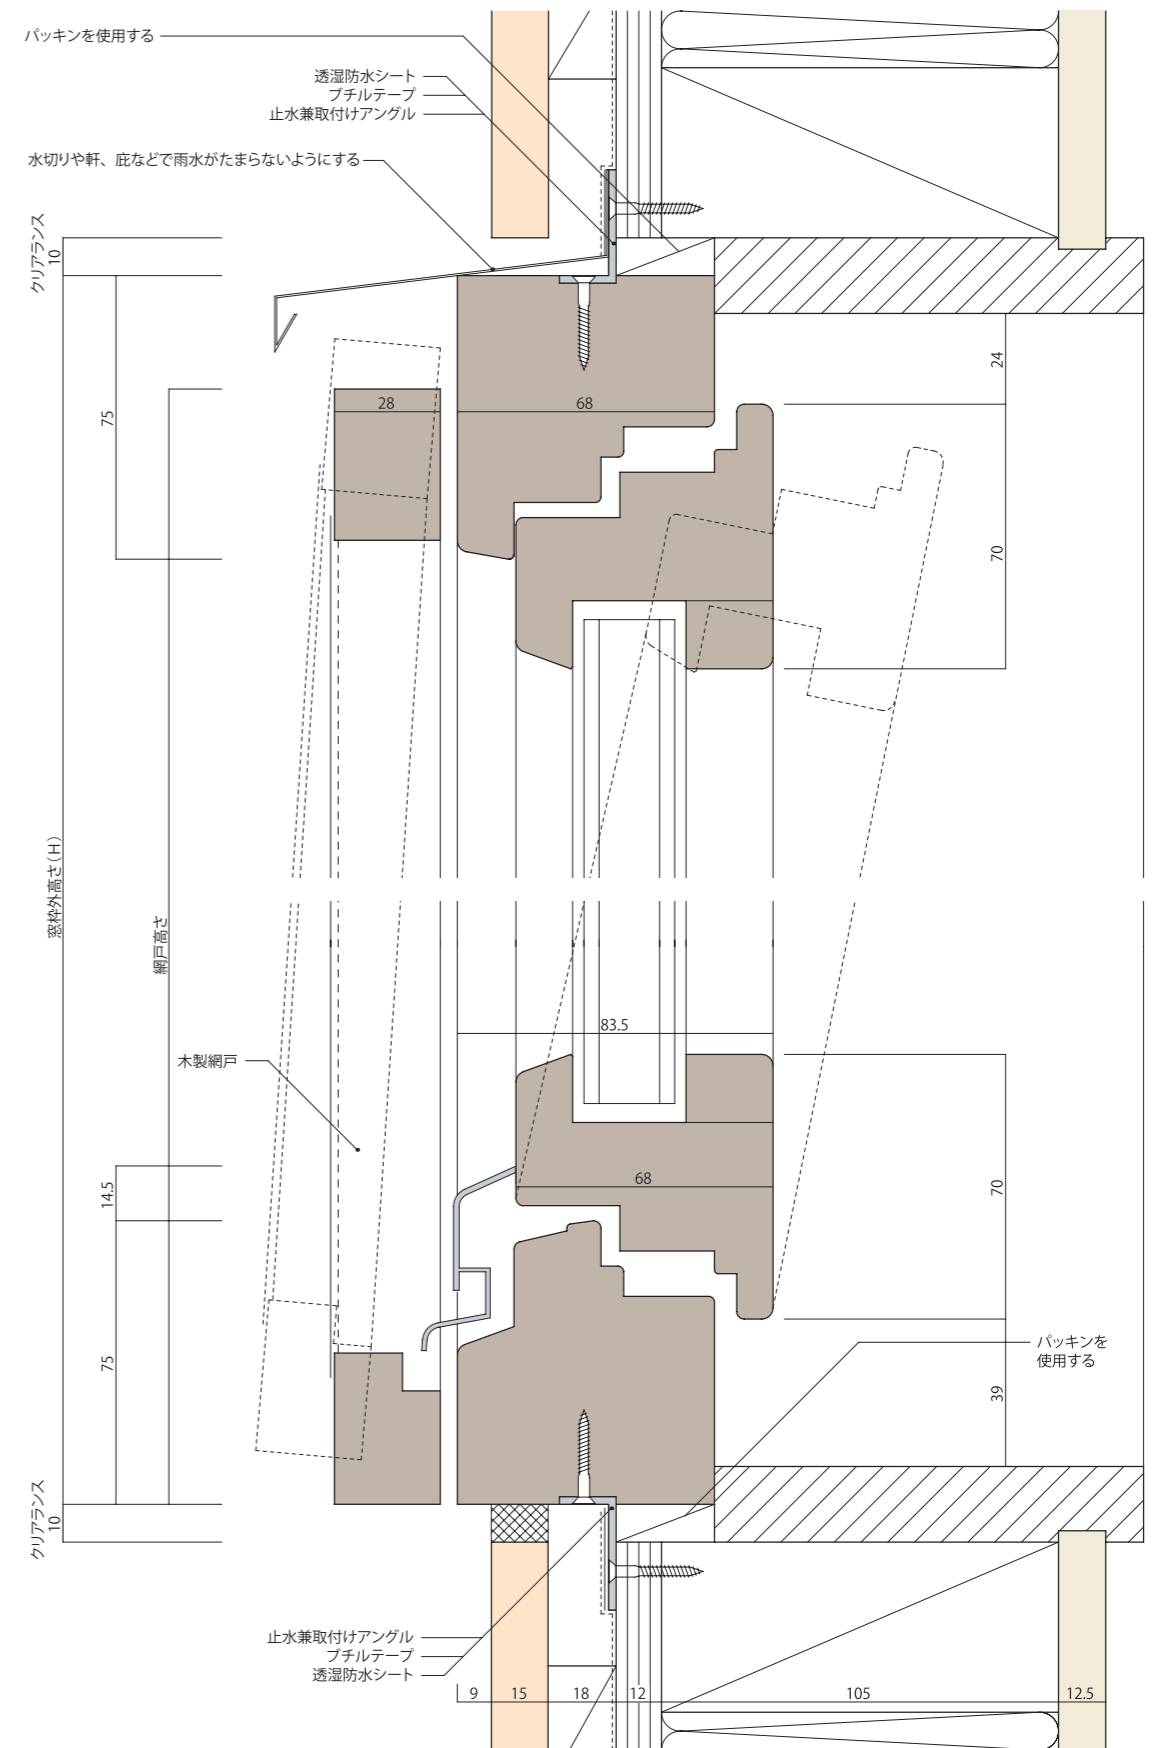 パッキンを使用する
透湿防水シート
ブチルテープ
止水兼取付けアングル
水切りや軒、庇などで雨水がたまらないようにする
クリアランス
10
75
28
68
24
70
窓枠外高さ（H）
網戸高さ
83.5
木製網戸
14.5
68
70
75
パッキンを
使用する
39
クリアランス
10
止水兼取付けアングル
ブチルテープ
透湿防水シート
9 15 18 12 105 12.5